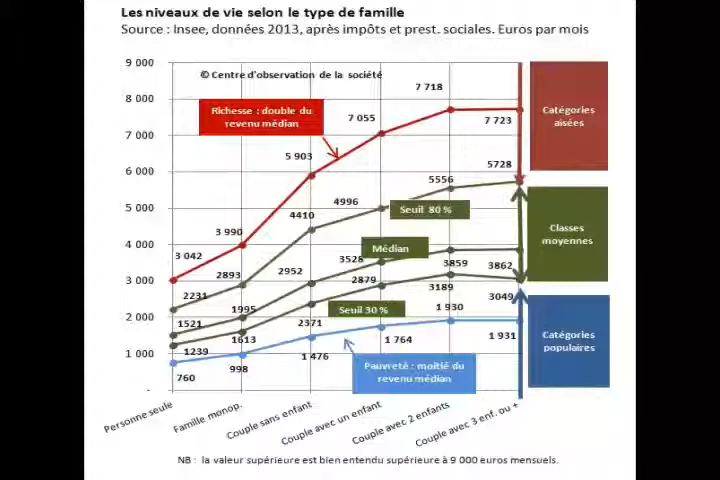 Les niveaux de vie selon le type de famille
Source : Insee, données 2013, après impôts et prest. sociales. Euros par mois
9 000
8 000
7 000
6 000
5 000
4 000
3 000
2 000
1 000
-
© Centre d'observation de la société
Richesse : double du
revenu médian
3 042
3 990
5 903
7 055
7 718
7 723
2231
2893
4410
4996
5556
5728
Seuil 80 %
Médian
1521
1995
2952
3528
3859
3862
Seuil 30 %
1239
1613
2371
2879
3189
3049
760
998
1 476
1 764
1 930
1 931
Pauvreté : moitié du
revenu médian
Catégories
aisées
Classes
moyennes
Catégories
populaires
Personne seule
Famille monop.
Couple sans enfant
Couple avec un enfant
Couple avec 2 enfants
Couple avec 3 enf. ou +
NB : la valeur supérieure est bien entendu supérieure à 9 000 euros mensuels.